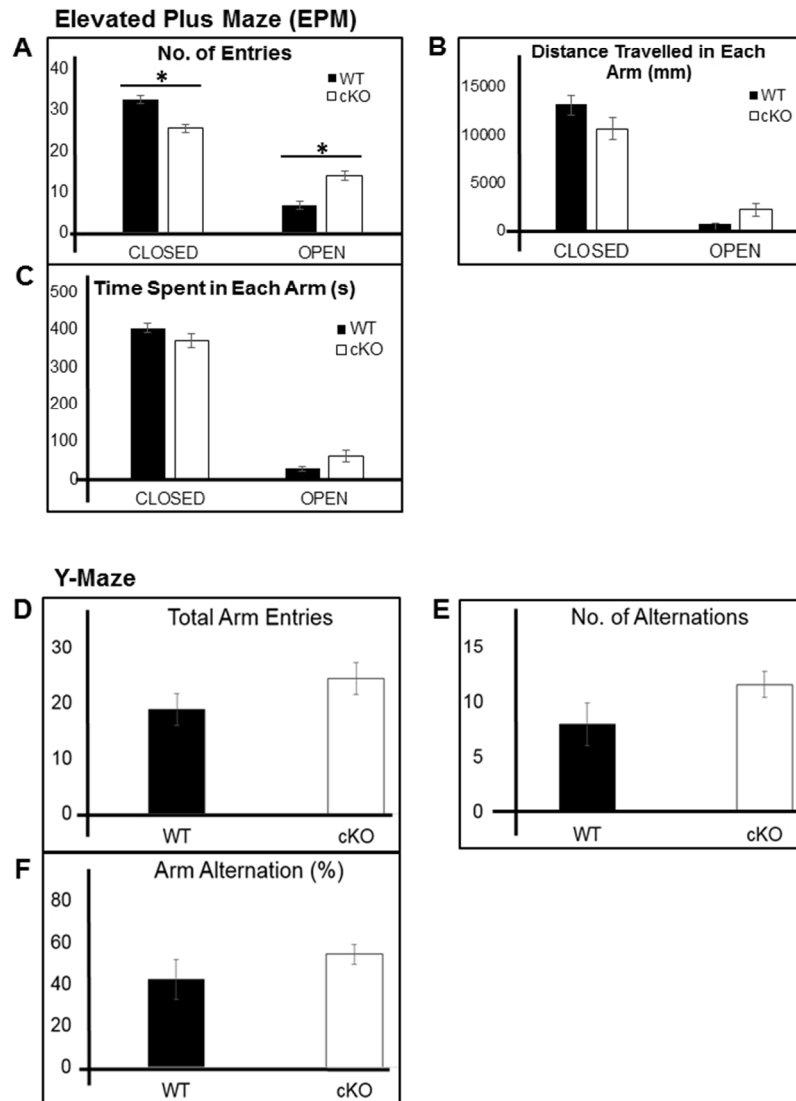 Elevated Plus Maze (EPM)
A
No. of Entries
40
30
20
10
0
*
*
WT
cKO
CLOSED
OPEN
B
Distance Travelled in Each
Arm (mm)
15000
10000
5000
0
WT
cKO
CLOSED
OPEN
C
Time Spent in Each Arm (s)
500
400
300
200
100
0
WT
cKO
CLOSED
OPEN
Y-Maze
D
Total Arm Entries
30
20
10
0
WT
cKO
E
No. of Alternations
15
10
5
0
WT
cKO
F
Arm Alternation (%)
80
60
40
20
0
WT
cKO